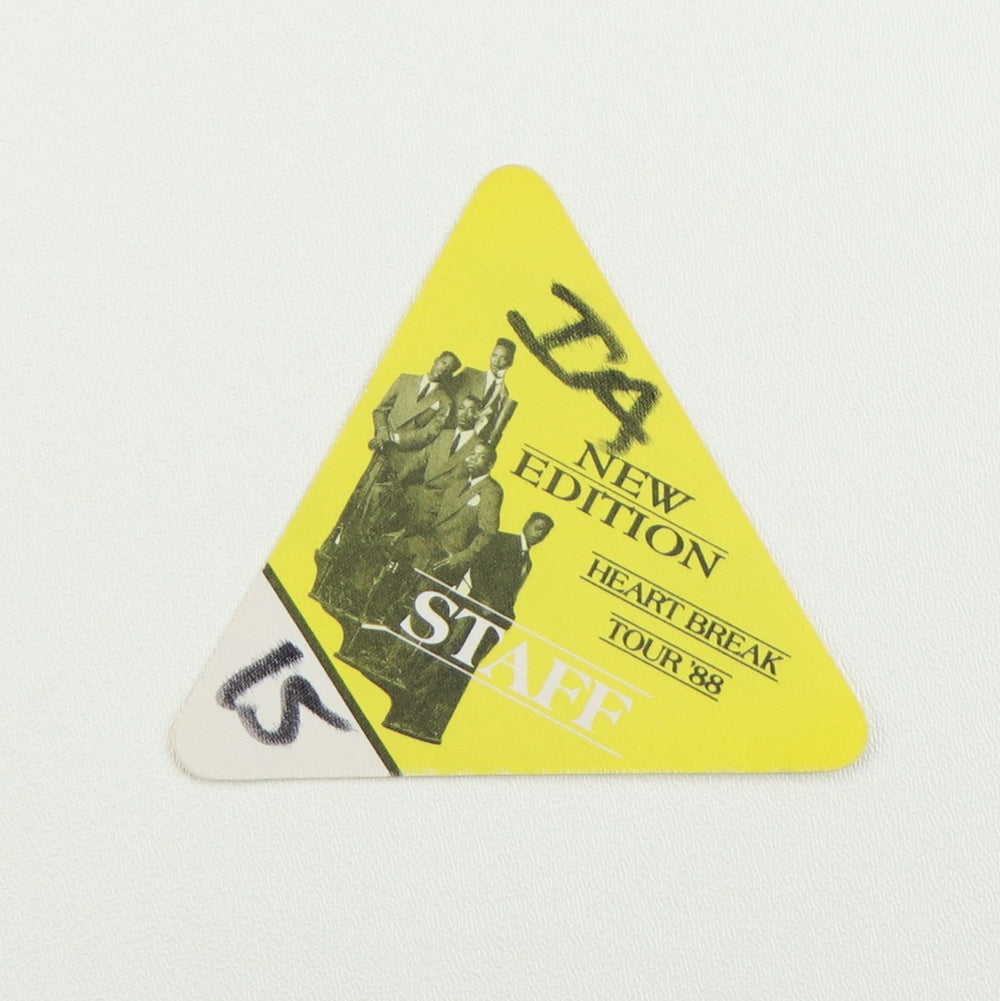 IA
NEW
EDITION
HEART BREAK
TOUR '88
STAFF
15